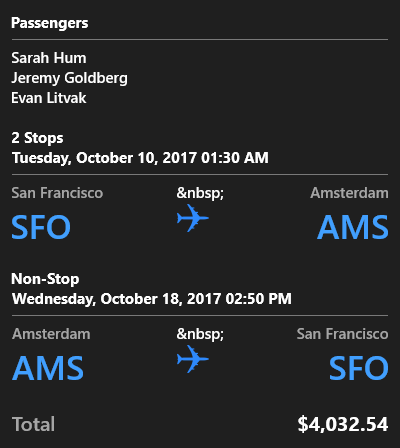 Passengers
Sarah Hum
Jeremy Goldberg
Evan Litvak
2 Stops
Tuesday, October 10, 2017 01:30 AM
San Francisco &nbsp; Amsterdam
SFO AMS
Non-Stop
Wednesday, October 18, 2017 02:50 PM
Amsterdam &nbsp; San Francisco
AMS SFO
Total $4,032.54